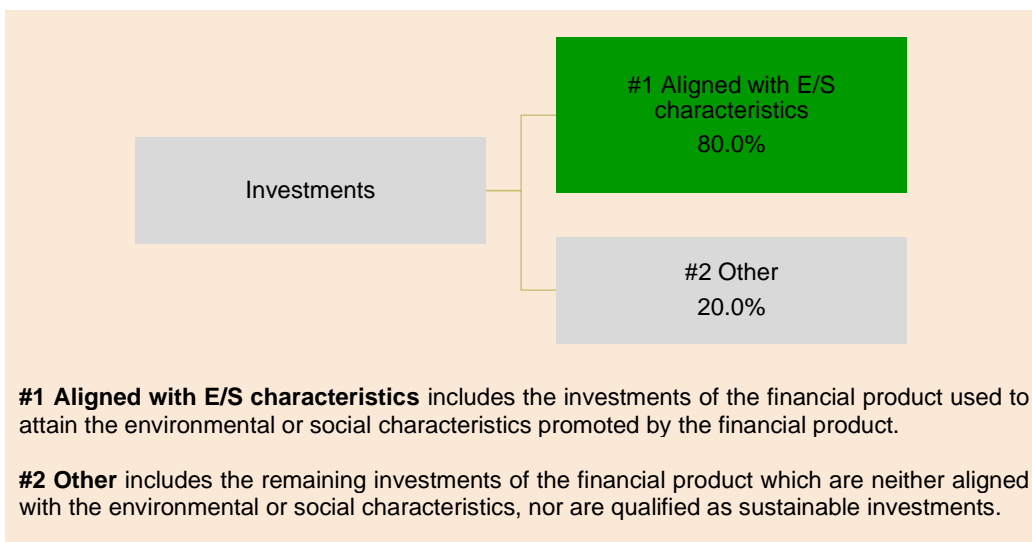 #1 Aligned with E/S
characteristics
80.0%
Investments
#2 Other
20.0%
#1 Aligned with E/S characteristics includes the investments of the financial product used to
attain the environmental or social characteristics promoted by the financial product.
#2 Other includes the remaining investments of the financial product which are neither aligned
with the environmental or social characteristics, nor are qualified as sustainable investments.